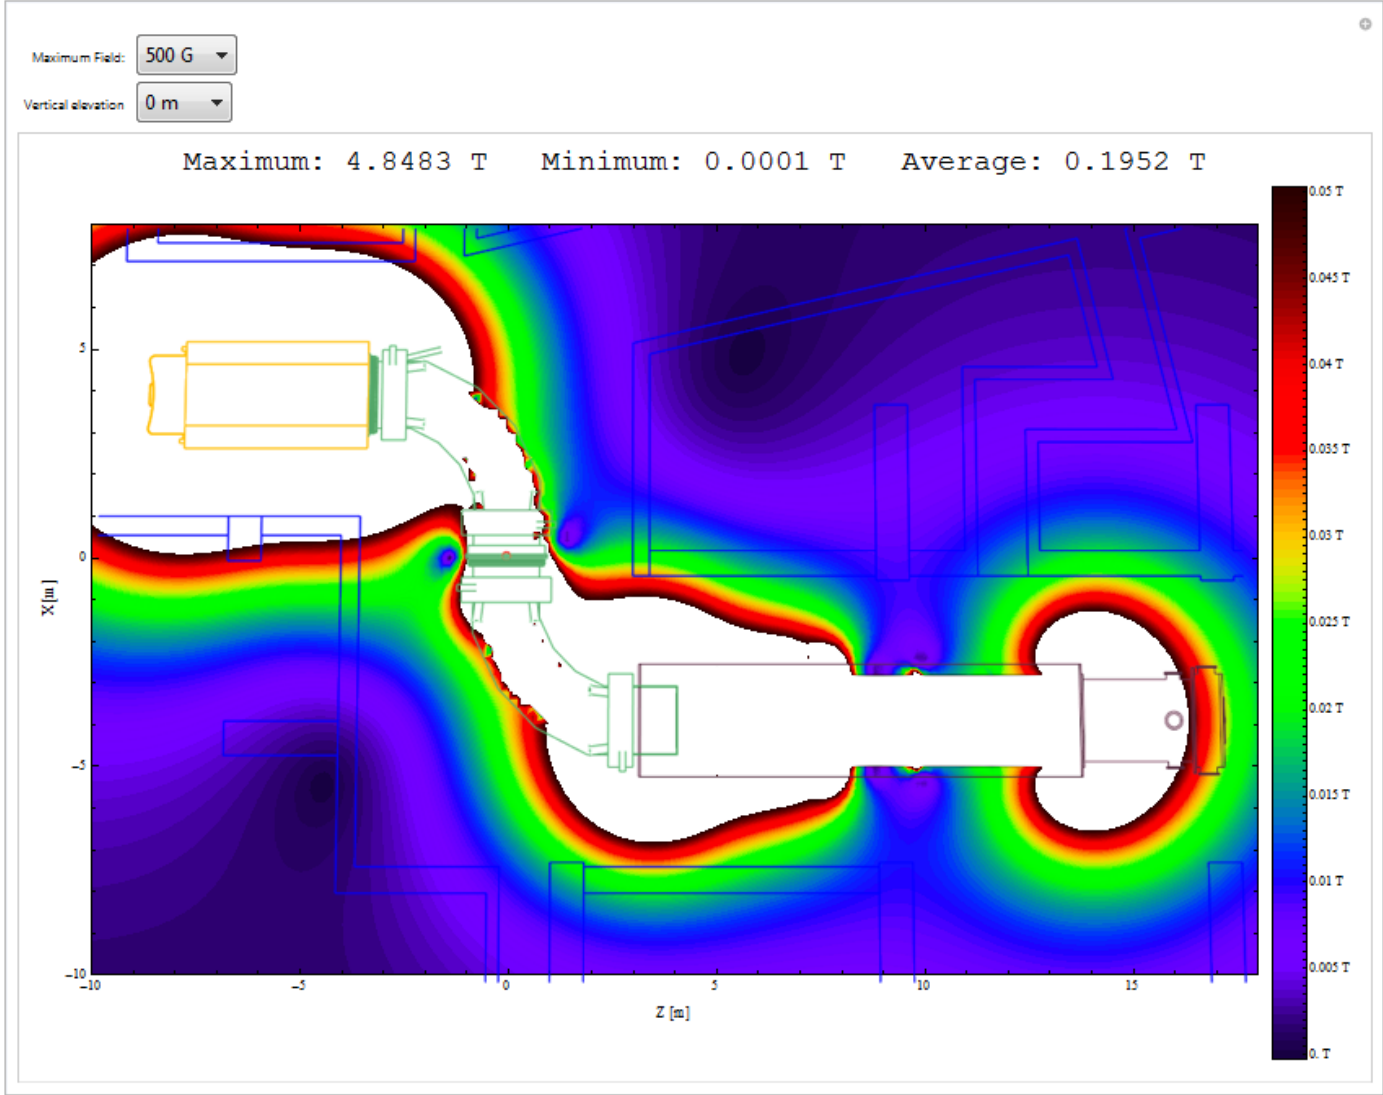 Maximum Field: 500 G
Vertical elevation 0 m
Maximum: 4.8483 T Minimum: 0.0001 T Average: 0.1952 T
0.05 T
0.045 T
0.04 T
0.035 T
0.03 T
0.025 T
0.02 T
0.015 T
0.01 T
0.005 T
0. T
5
0
-5
-10
X[m]
-10 -5 0 5 10 15
Z [m]